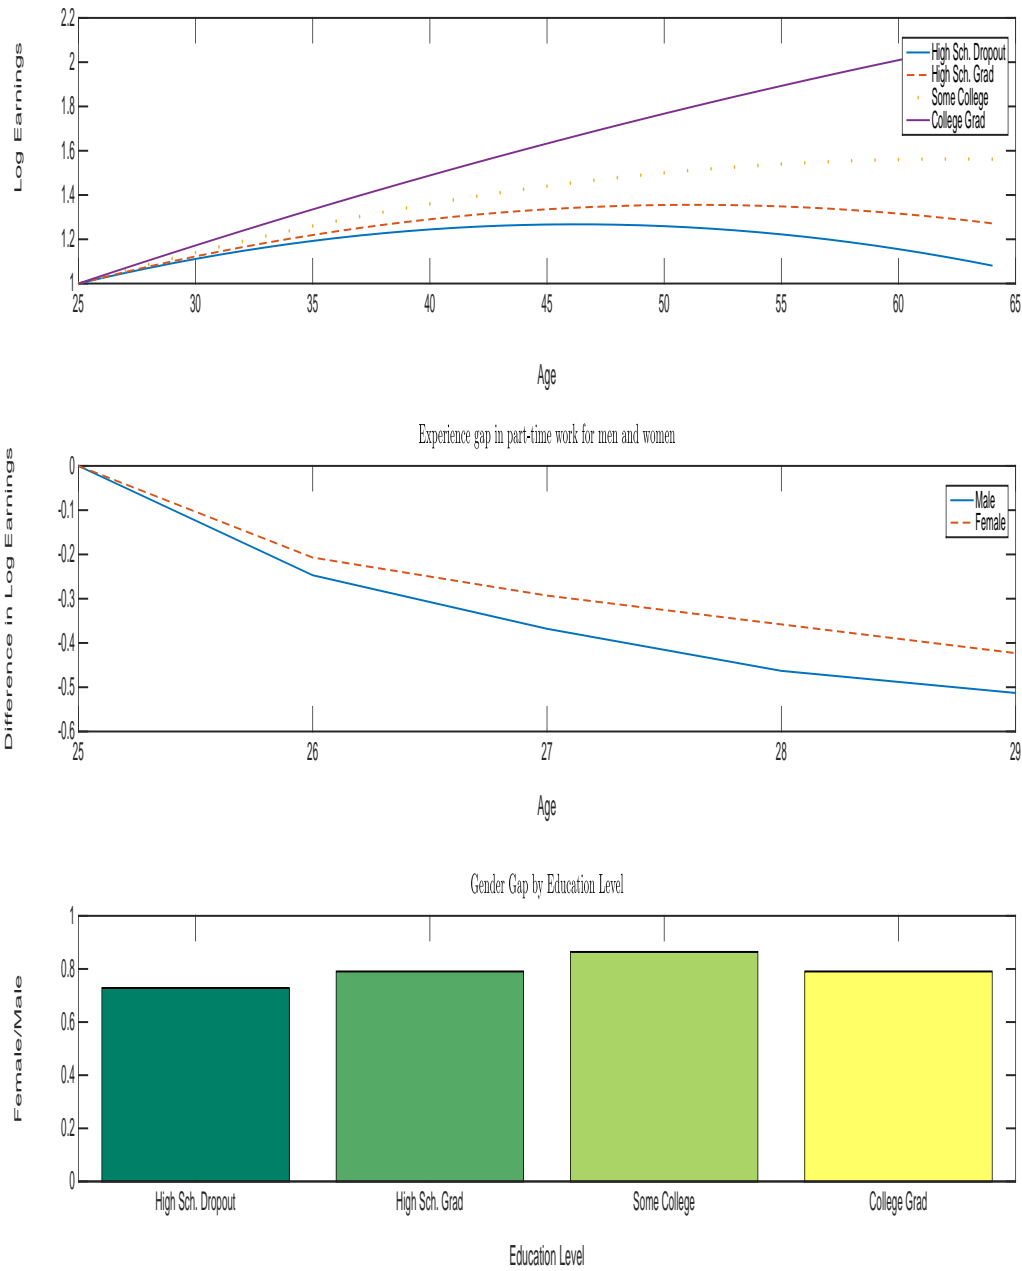 2.2
2
1.8
1.6
1.4
1.2
1
Log Earnings
High Sch. Dropout
High Sch. Grad
Some College
College Grad
25 30 35 40 45 50 55 60 65
Age
Experience gap in part-time work for men and women
0
-0.1
-0.2
-0.3
-0.4
-0.5
-0.6
Difference in Log Earnings
Male
Female
25 26 27 28 29
Age
Gender Gap by Education Level
1
0.8
0.6
0.4
0.2
0
Female/Male
High Sch. Dropout High Sch. Grad Some College College Grad
Education Level